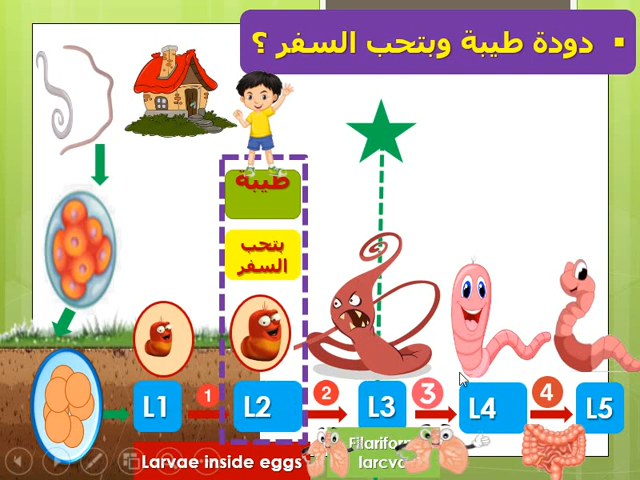 ▪ دودة طيبة وبتحب السفر ؟
طيبة
بتحب
السفر
1 2 3 4
L1 L2 L3 L4 L5
Larvae inside eggs